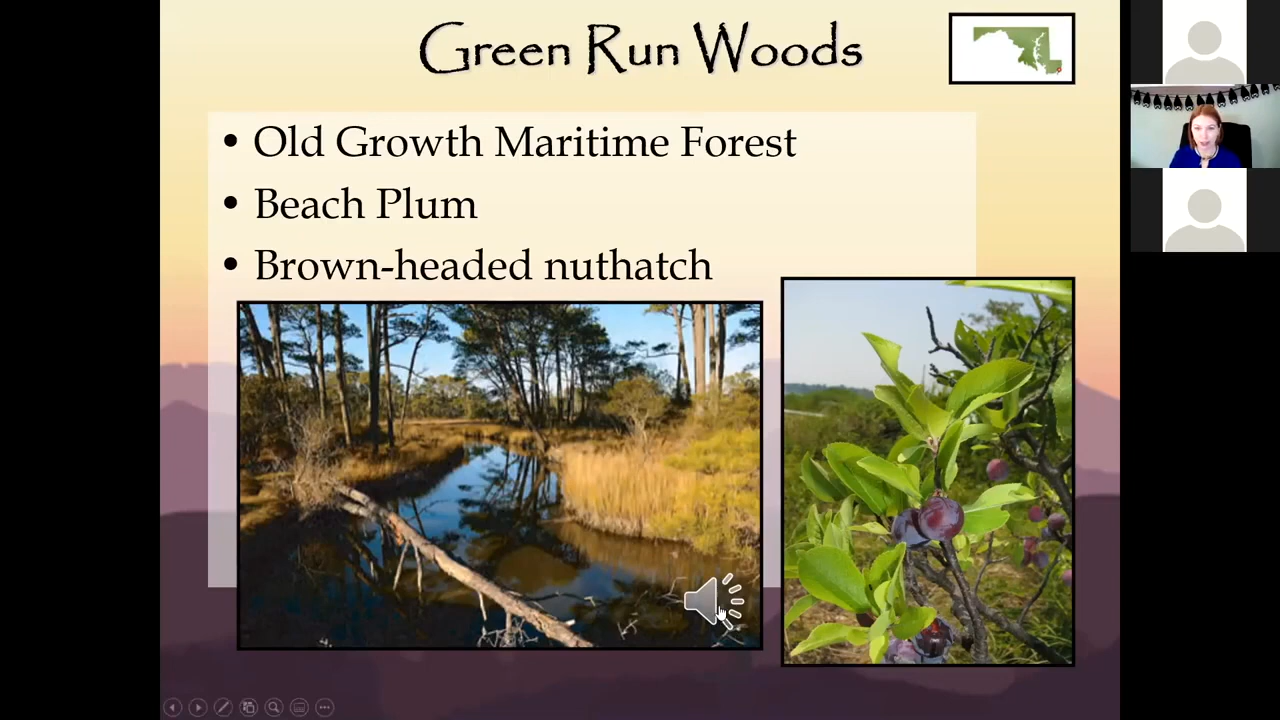 Green Run Woods
• Old Growth Maritime Forest
• Beach Plum
• Brown-headed nuthatch